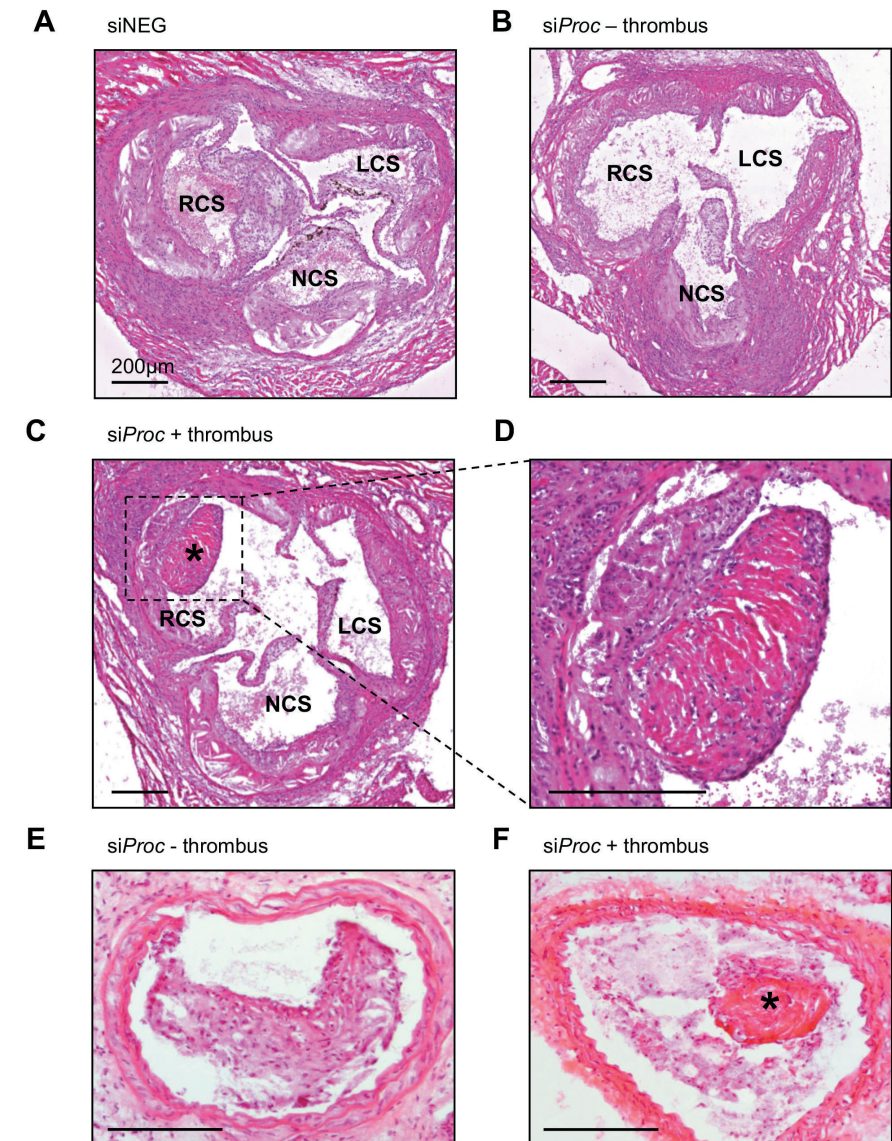 A siNEG
B siProc – thrombus
RCS
LCS
NCS
200µm
RCS
LCS
NCS
C siProc + thrombus
D
*
RCS
LCS
NCS
E siProc - thrombus
F siProc + thrombus
*